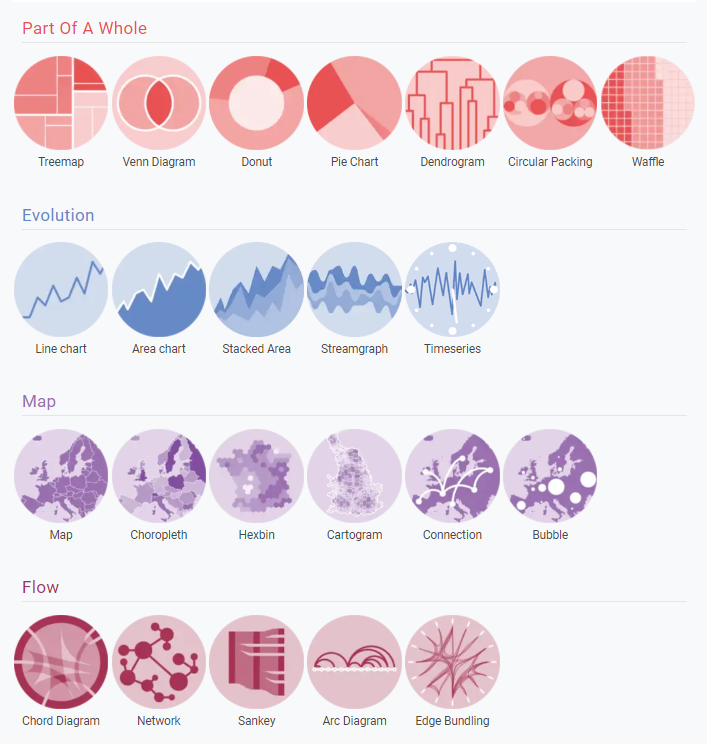 Part Of A Whole
Treemap Venn Diagram Donut Pie Chart Dendrogram Circular Packing Waffle
Evolution
Line chart Area chart Stacked Area Streamgraph Timeseries
Map
Map Choropleth Hexbin Cartogram Connection Bubble
Flow
Chord Diagram Network Sankey Arc Diagram Edge Bundling